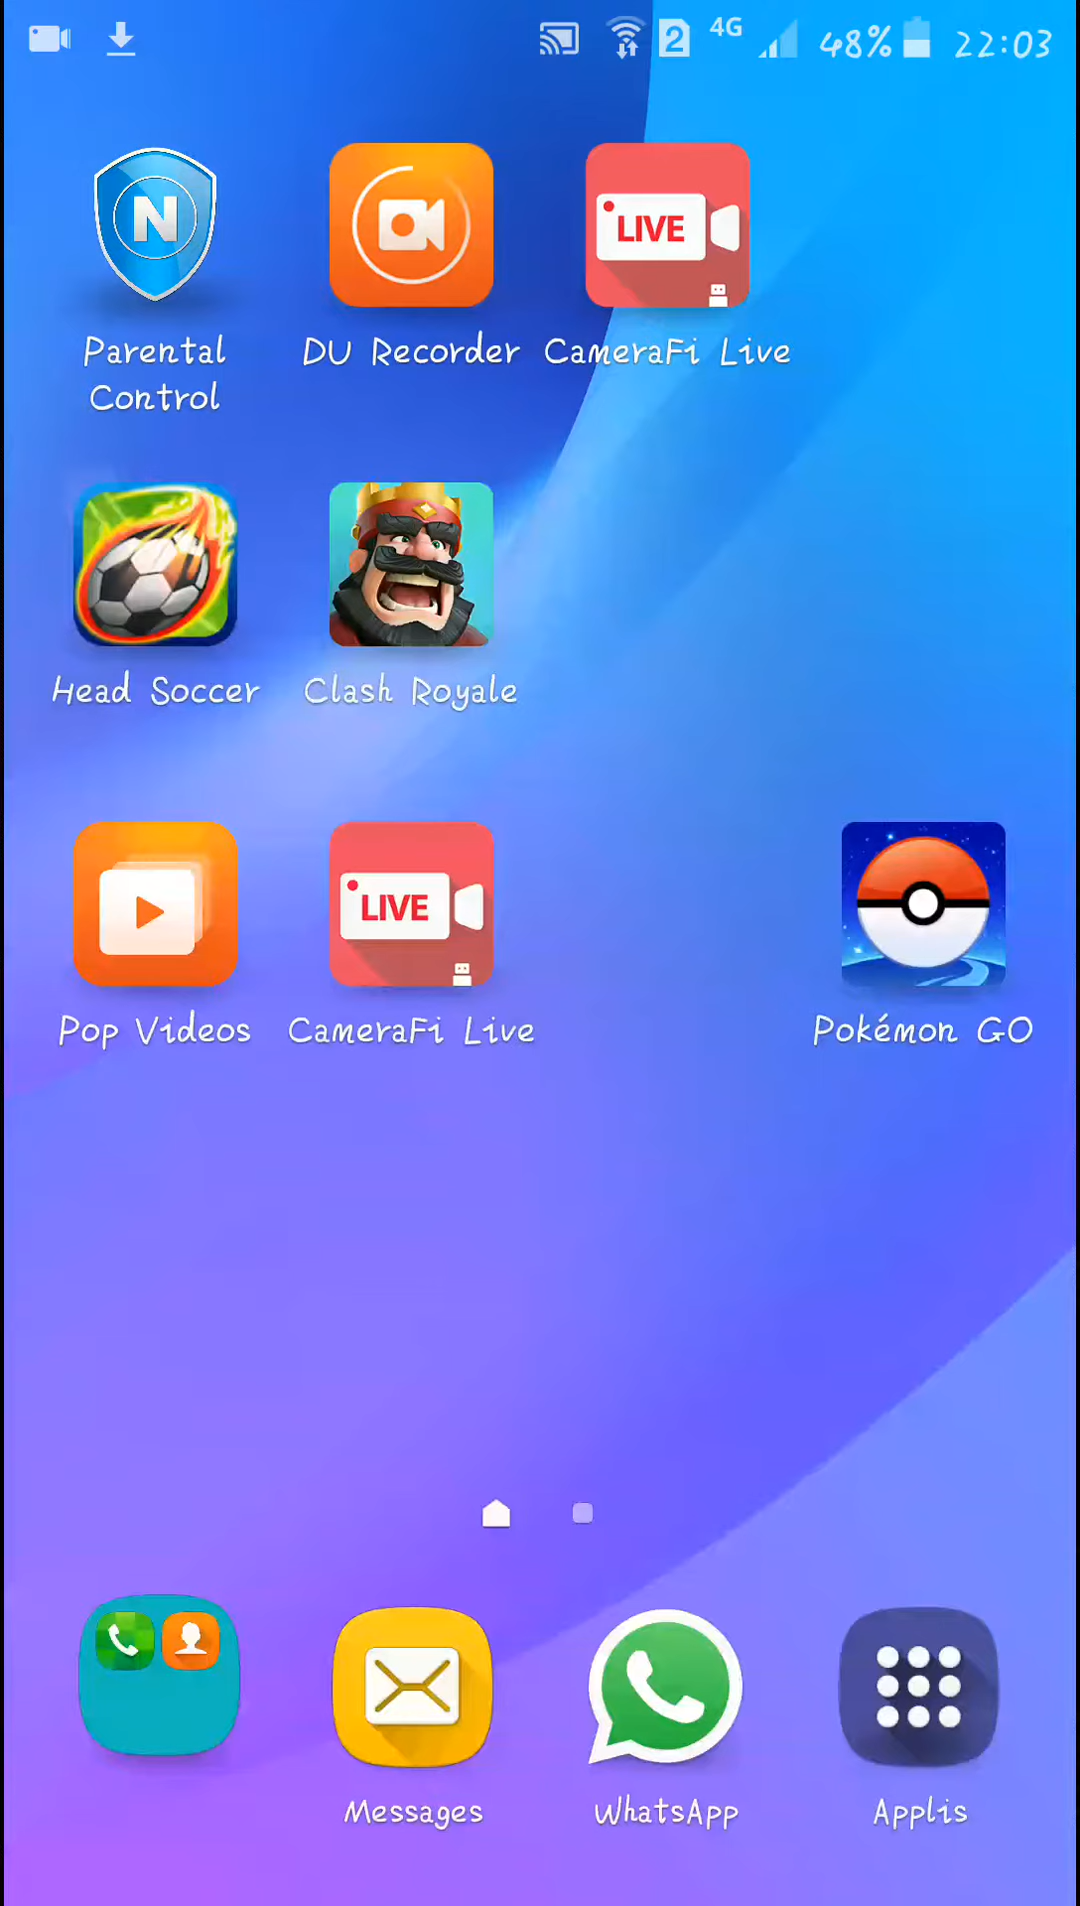 2 4G 48% 22:03
N
LIVE
Parental
Control
DU Recorder
CameraFi Live
Head Soccer
Clash Royale
LIVE
Pop Videos
CameraFi Live
Pokémon GO
Messages
WhatsApp
Applis